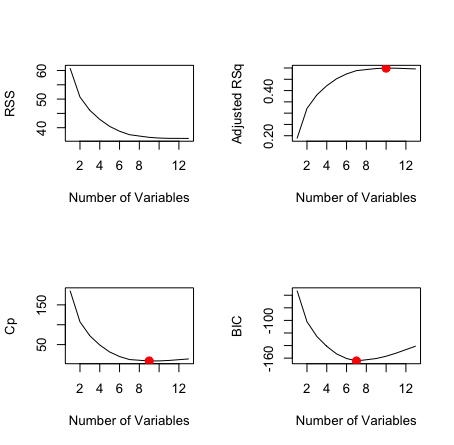 RSS
40 50 60
2 4 6 8 12
Number of Variables
Adjusted RSq
0.20 0.40
2 4 6 8 12
Number of Variables
Cp
50 150
2 4 6 8 12
Number of Variables
BIC
-160 -100
2 4 6 8 12
Number of Variables